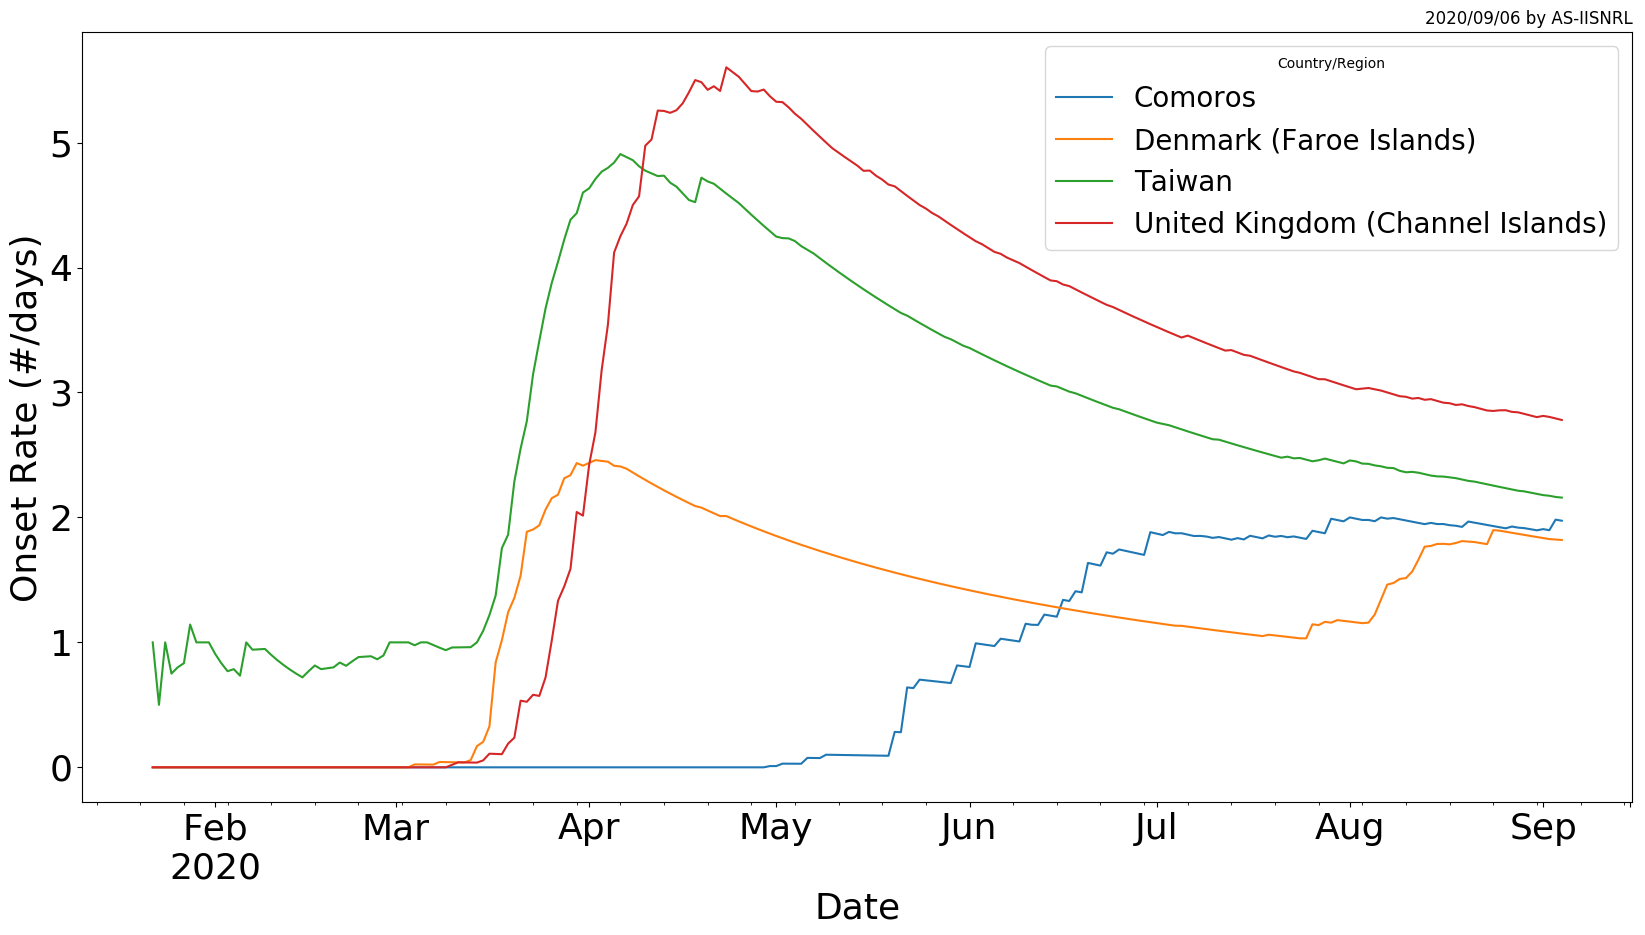 2020/09/06 by AS-IISNRL
Country/Region
Comoros
Denmark (Faroe Islands)
Taiwan
United Kingdom (Channel Islands)
Onset Rate (#/days)
5
4
3
2
1
0
Feb Mar Apr May Jun Jul Aug Sep
2020
Date